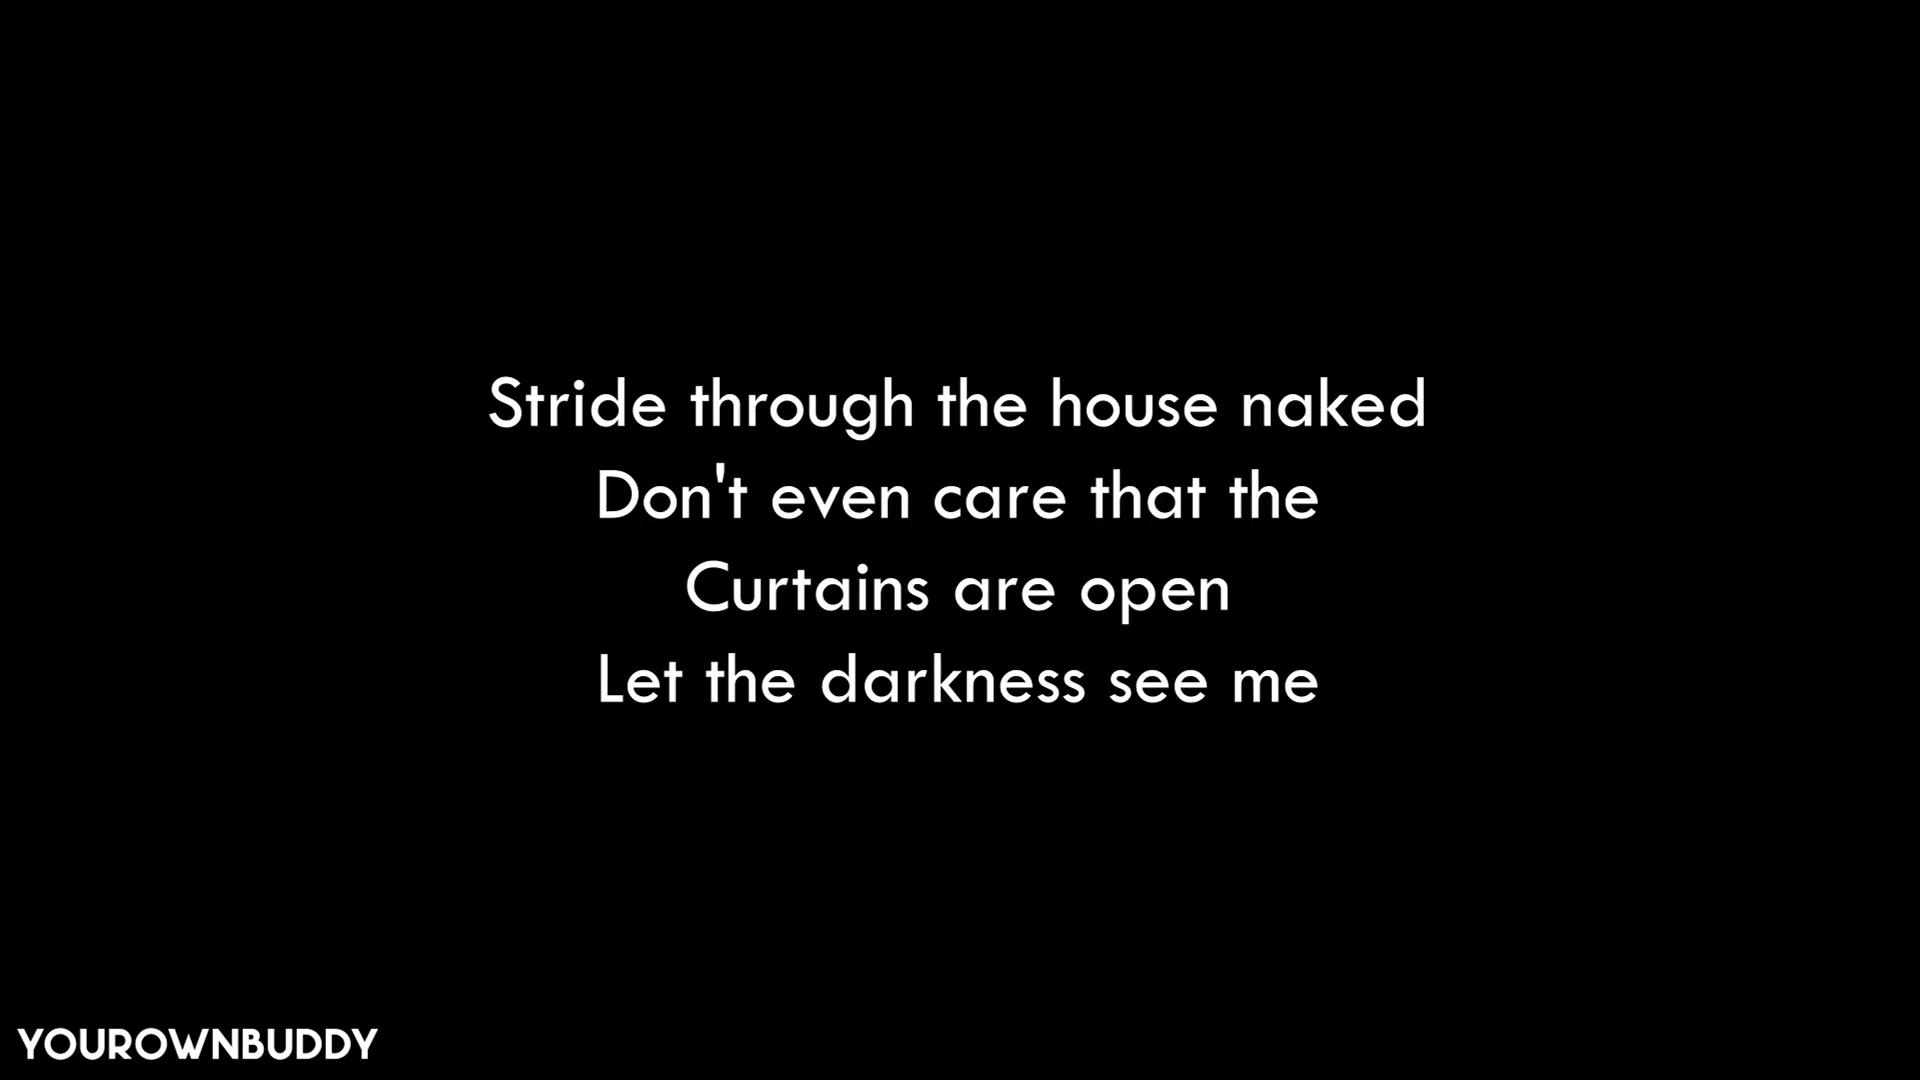 Stride through the house naked
Don't even care that the
Curtains are open
Let the darkness see me
YOUROWNBUDDY